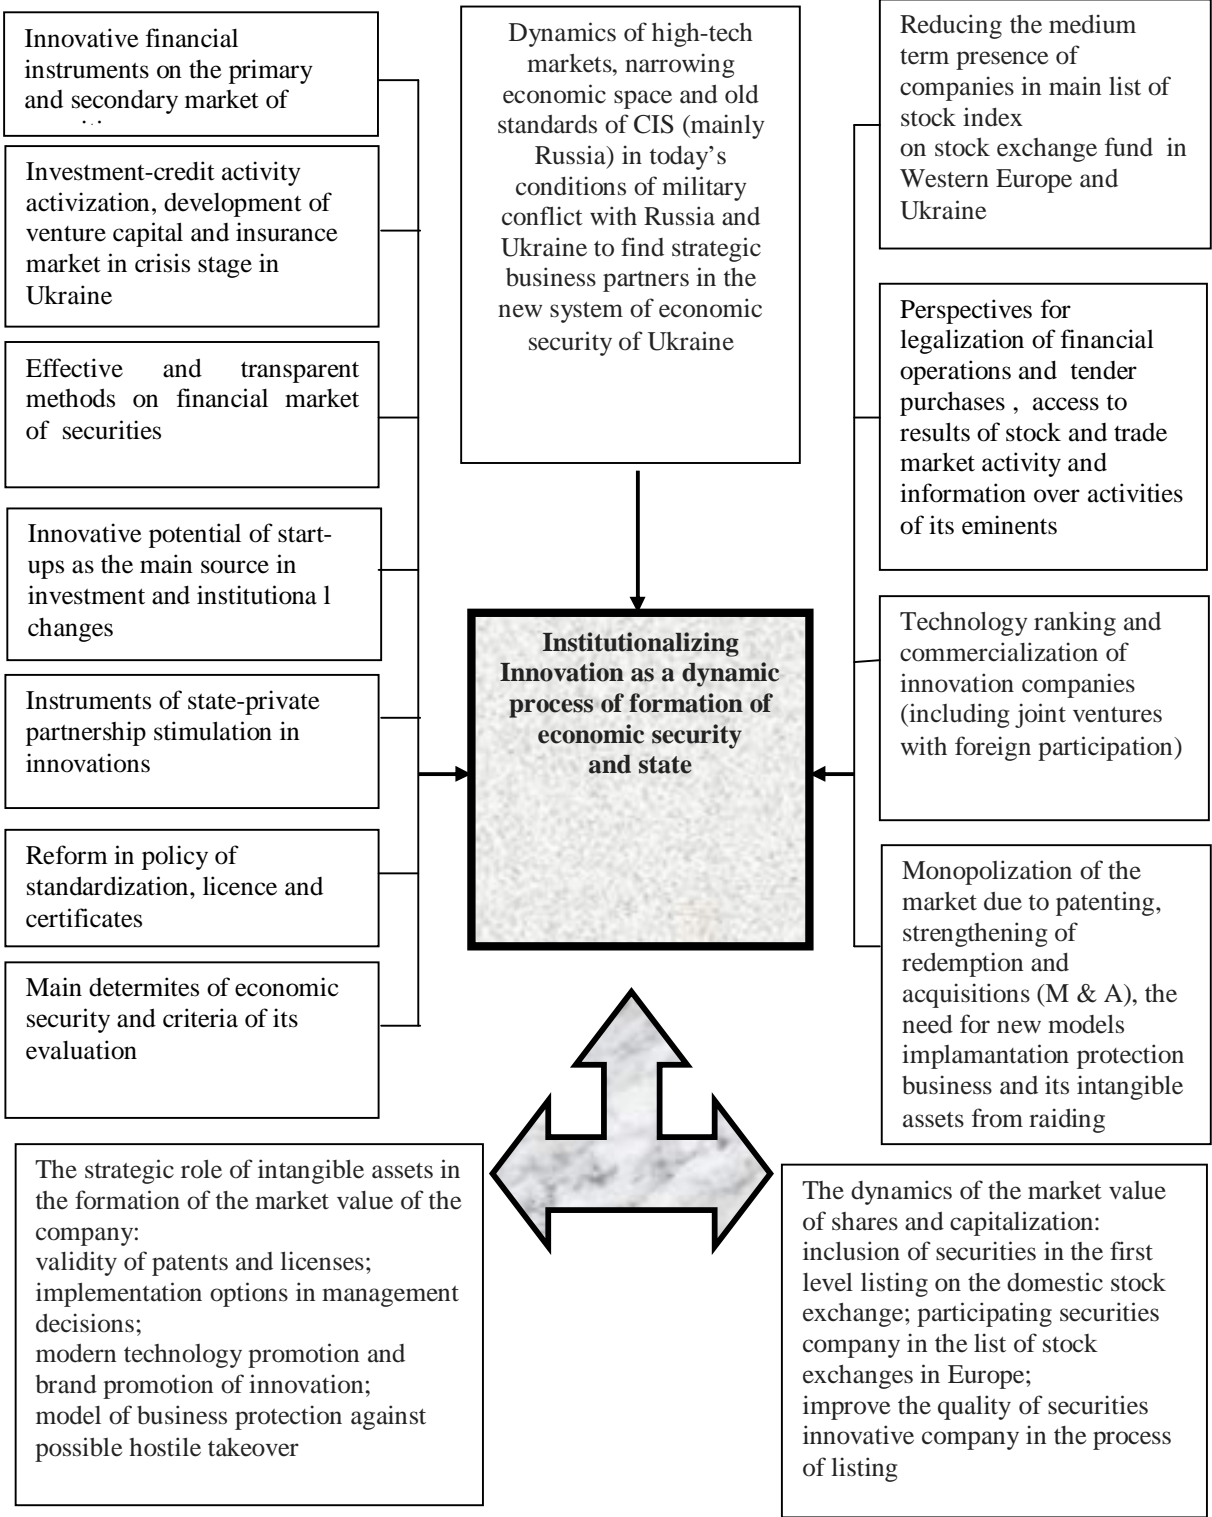 Innovative financial
instruments on the primary
and secondary market of
Investment-credit activity
activization, development of
venture capital and insurance
market in crisis stage in
Ukraine
Effective and transparent
methods on financial market
of securities
Innovative potential of start-
ups as the main source in
investment and institutiona l
changes
Instruments of state-private
partnership stimulation in
innovations
Reform in policy of
standardization, licence and
certificates
Main determites of economic
security and criteria of its
evaluation
Dynamics of high-tech
markets, narrowing
economic space and old
standards of CIS (mainly
Russia) in today's
conditions of military
conflict with Russia and
Ukraine to find strategic
business partners in the
new system of economic
security of Ukraine
Institutionalizing
Innovation as a dynamic
process of formation of
economic security
and state
Reducing the medium
term presence of
companies in main list of
stock index
on stock exchange fund in
Western Europe and
Ukraine
Perspectives for
legalization of financial
operations and tender
purchases , access to
results of stock and trade
market activity and
information over activities
of its eminents
Technology ranking and
commercialization of
innovation companies
(including joint ventures
with foreign participation)
Monopolization of the
market due to patenting,
strengthening of
redemption and
acquisitions (M & A), the
need for new models
implamantation protection
business and its intangible
assets from raiding
The strategic role of intangible assets in
the formation of the market value of the
company:
validity of patents and licenses;
implementation options in management
decisions;
modern technology promotion and
brand promotion of innovation;
model of business protection against
possible hostile takeover
The dynamics of the market value
of shares and capitalization:
inclusion of securities in the first
level listing on the domestic stock
exchange; participating securities
company in the list of stock
exchanges in Europe;
improve the quality of securities
innovative company in the process
of listing